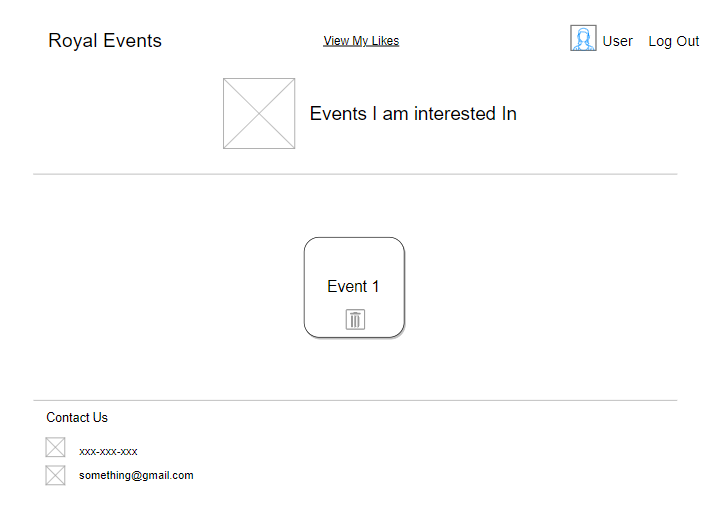 Royal Events
View My Likes
User
Log Out
Events I am interested In
Event 1
Contact Us
xxx-xxx-xxx
something@gmail.com